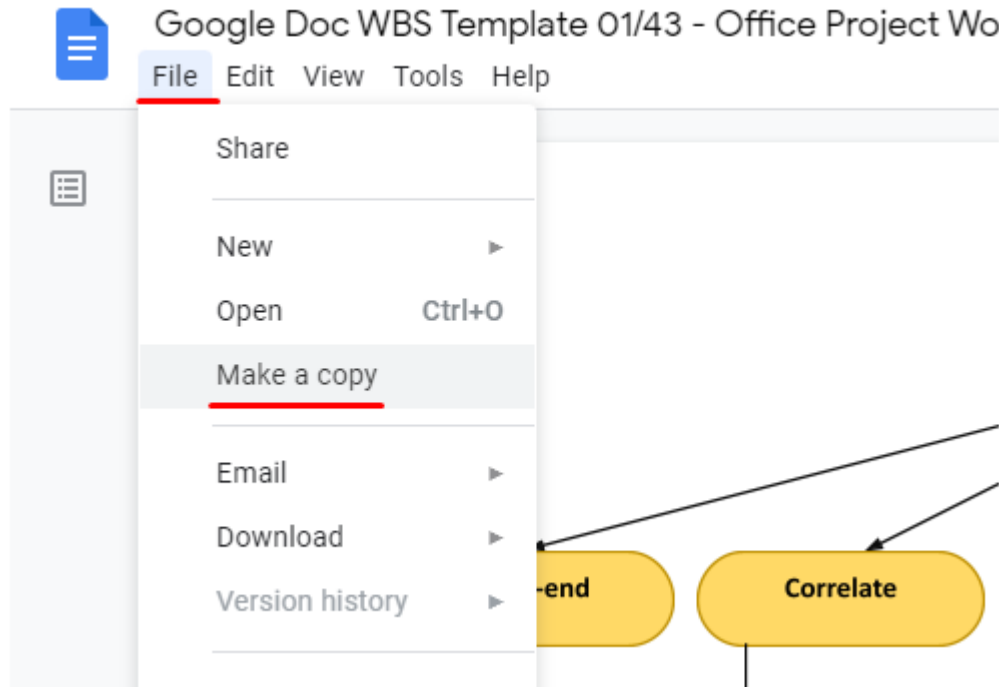 Google Doc WBS Template 01/43 - Office Project Wo
File Edit View Tools Help
Share
New
Open Ctrl+O
Make a copy
Email
Download
Version history
-end
Correlate